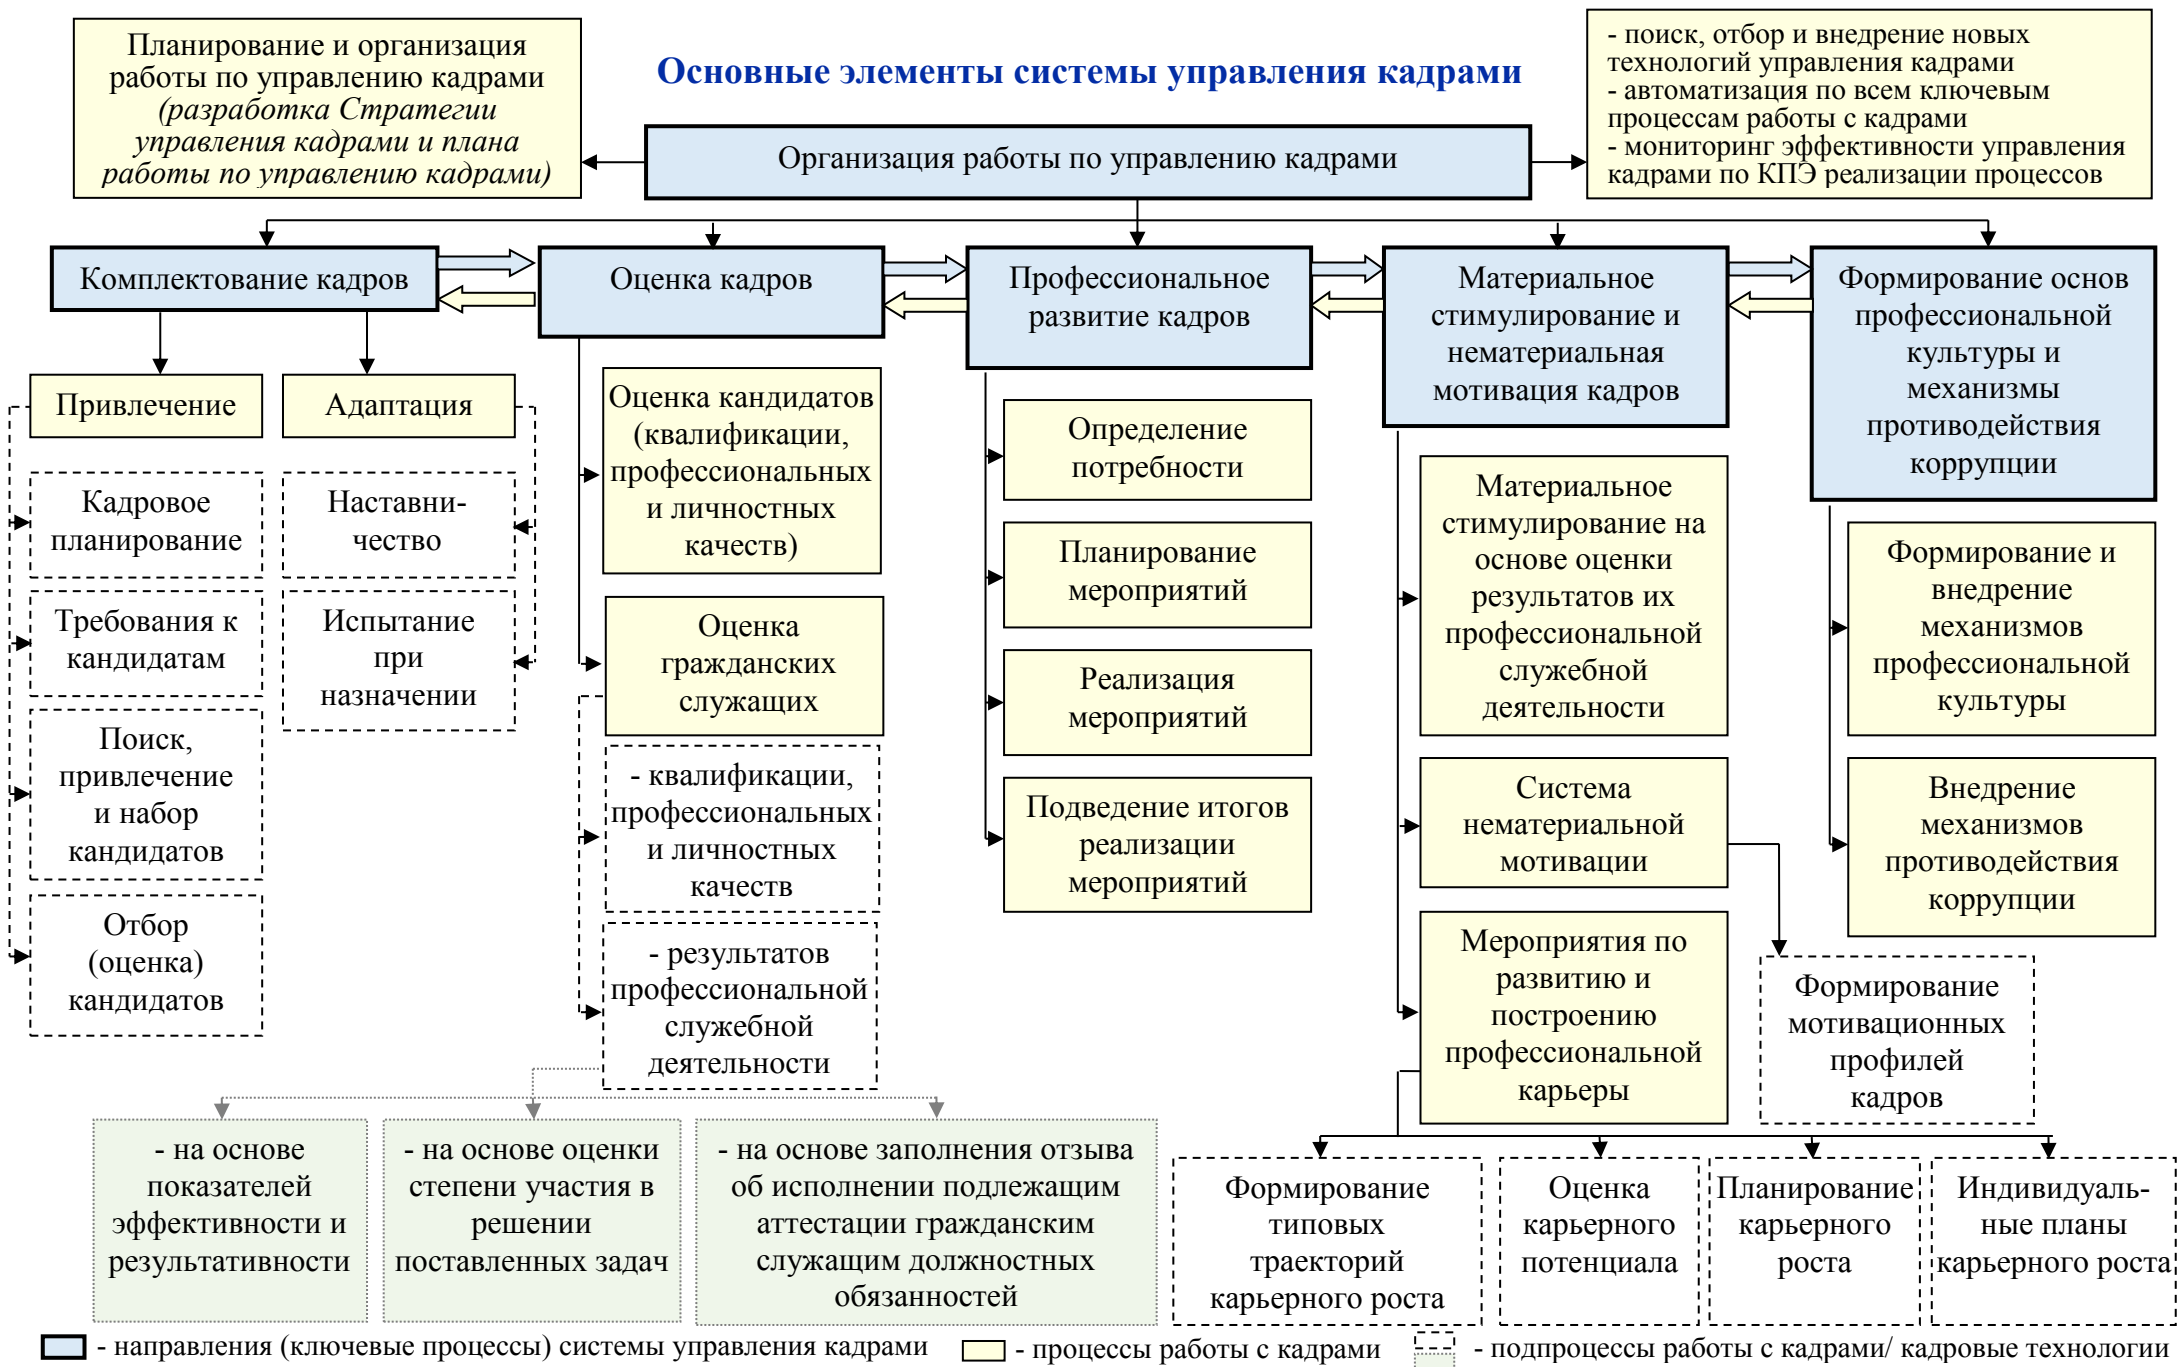 Планирование и организация
работы по управлению кадрами
(разработка Стратегии
управления кадрами и плана
работы по управлению кадрами)
Основные элементы системы управления кадрами
- поиск, отбор и внедрение новых
технологий управления кадрами
- автоматизация по всем ключевым
процессам работы с кадрами
- мониторинг эффективности управления
кадрами по КПЭ реализации процессов
Организация работы по управлению кадрами
Комплектование кадров
Оценка кадров
Профессиональное
развитие кадров
Материальное
стимулирование и
нематериальная
мотивация кадров
Формирование основ
профессиональной
культуры и
механизмы
противодействия
коррупции
Привлечение
Адаптация
Кадровое
планирование
Требования к
кандидатам
Поиск,
привлечение
и набор
кандидатов
Отбор
(оценка)
кандидатов
Наставни-
чество
Испытание
при
назначении
Оценка кандидатов
(квалификации,
профессиональных
и личностных
качеств)
Оценка
гражданских
служащих
- квалификации,
профессиональных
и личностных
качеств
- результатов
профессиональной
служебной
деятельности
Определение
потребности
Планирование
мероприятий
Реализация
мероприятий
Подведение итогов
реализации
мероприятий
Материальное
стимулирование на
основе оценки
результатов их
профессиональной
служебной
деятельности
Система
нематериальной
мотивации
Мероприятия по
развитию и
построению
профессиональной
карьеры
Формирование и
внедрение
механизмов
профессиональной
культуры
Внедрение
механизмов
противодействия
коррупции
Формирование
мотивационных
профилей
кадров
- на основе
показателей
эффективности и
результативности
- на основе оценки
степени участия в
решении
поставленных задач
- на основе заполнения отзыва
об исполнении подлежащим
аттестации гражданским
служащим должностных
обязанностей
Формирование
типовых
траекторий
карьерного роста
Оценка
карьерного
потенциала
Планирование
карьерного
роста
Индивидуаль-
ные планы
карьерного роста
- направления (ключевые процессы) системы управления кадрами
- процессы работы с кадрами
- подпроцессы работы с кадрами/ кадровые технологии